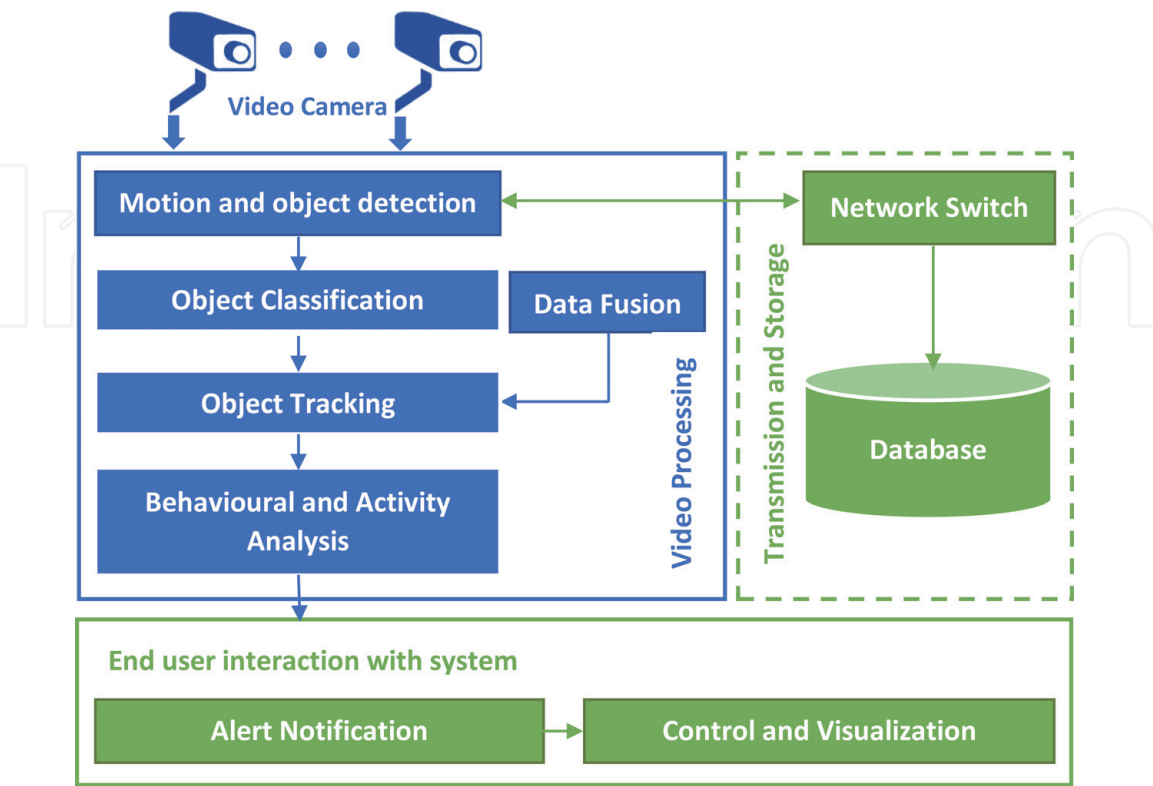 Video Camera
Motion and object detection
Network Switch
Object Classification
Data Fusion
Object Tracking
Database
Behavioural and Activity
Analysis
Video Processing
Transmission and Storage
End user interaction with system
Alert Notification
Control and Visualization